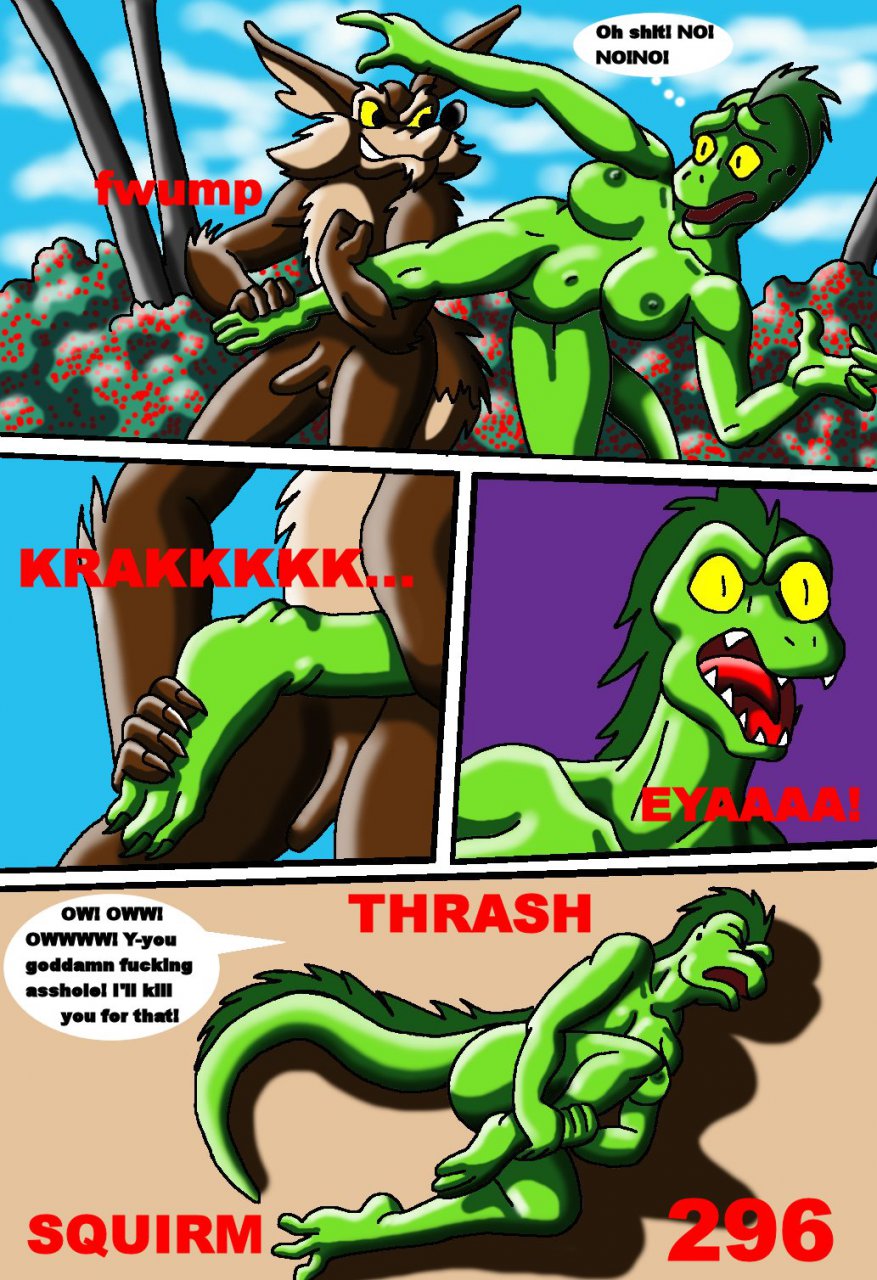 Oh shit! NO!
NO!NO!
fwump
KRAKKKKK...
EYAAAA!
THRASH
OW! OWW!
OWWWW! Y-you
goddamn fucking
asshole! I'll kill
you for that!
SQUIRM
296